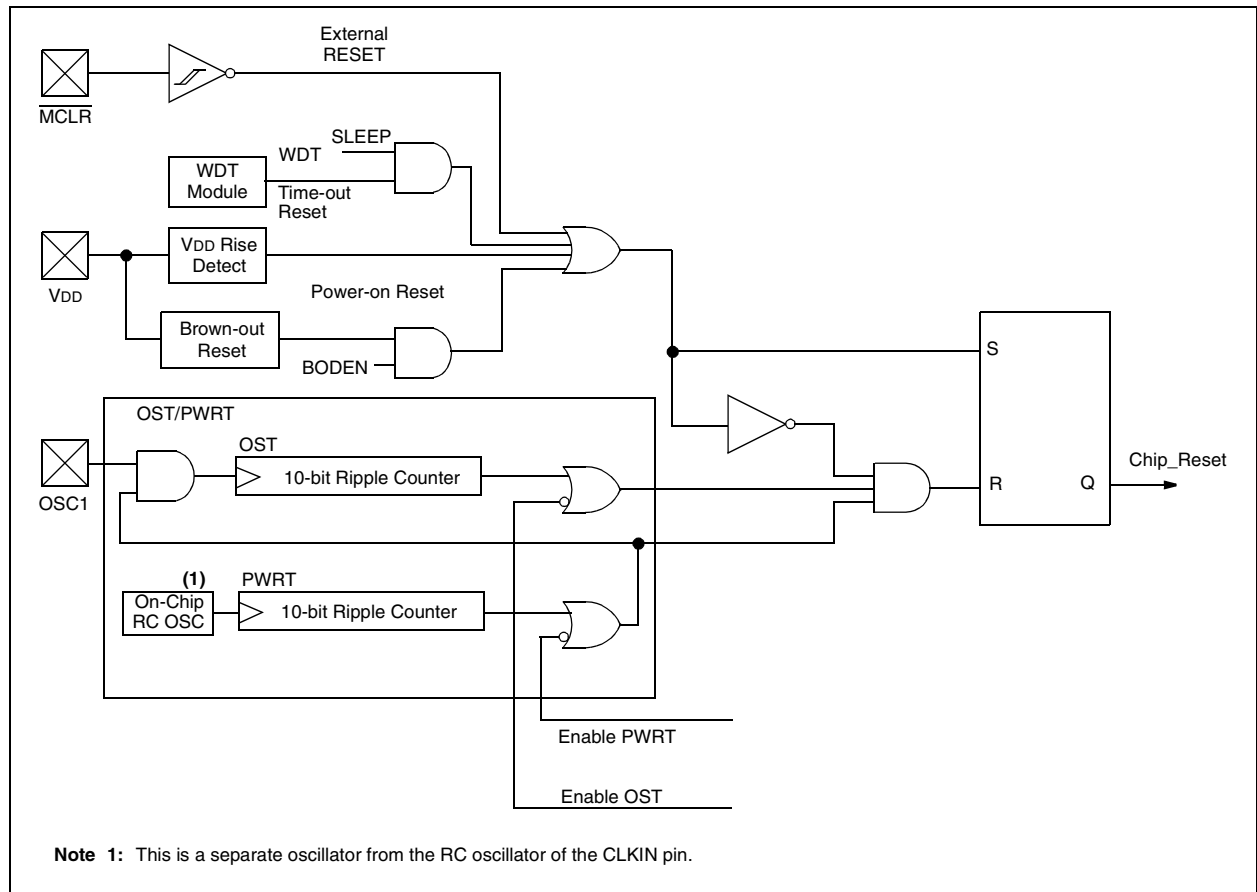 External
RESET
MCLR
SLEEP
WDT
WDT
Module
Time-out
Reset
VDD Rise
Detect
VDD
Power-on Reset
Brown-out
Reset
BODEN
OST/PWRT
OST
10-bit Ripple Counter
OSC1
(1)
On-Chip
RC OSC
PWRT
10-bit Ripple Counter
S
R
Q
Chip_Reset
Enable PWRT
Enable OST
Note 1: This is a separate oscillator from the RC oscillator of the CLKIN pin.